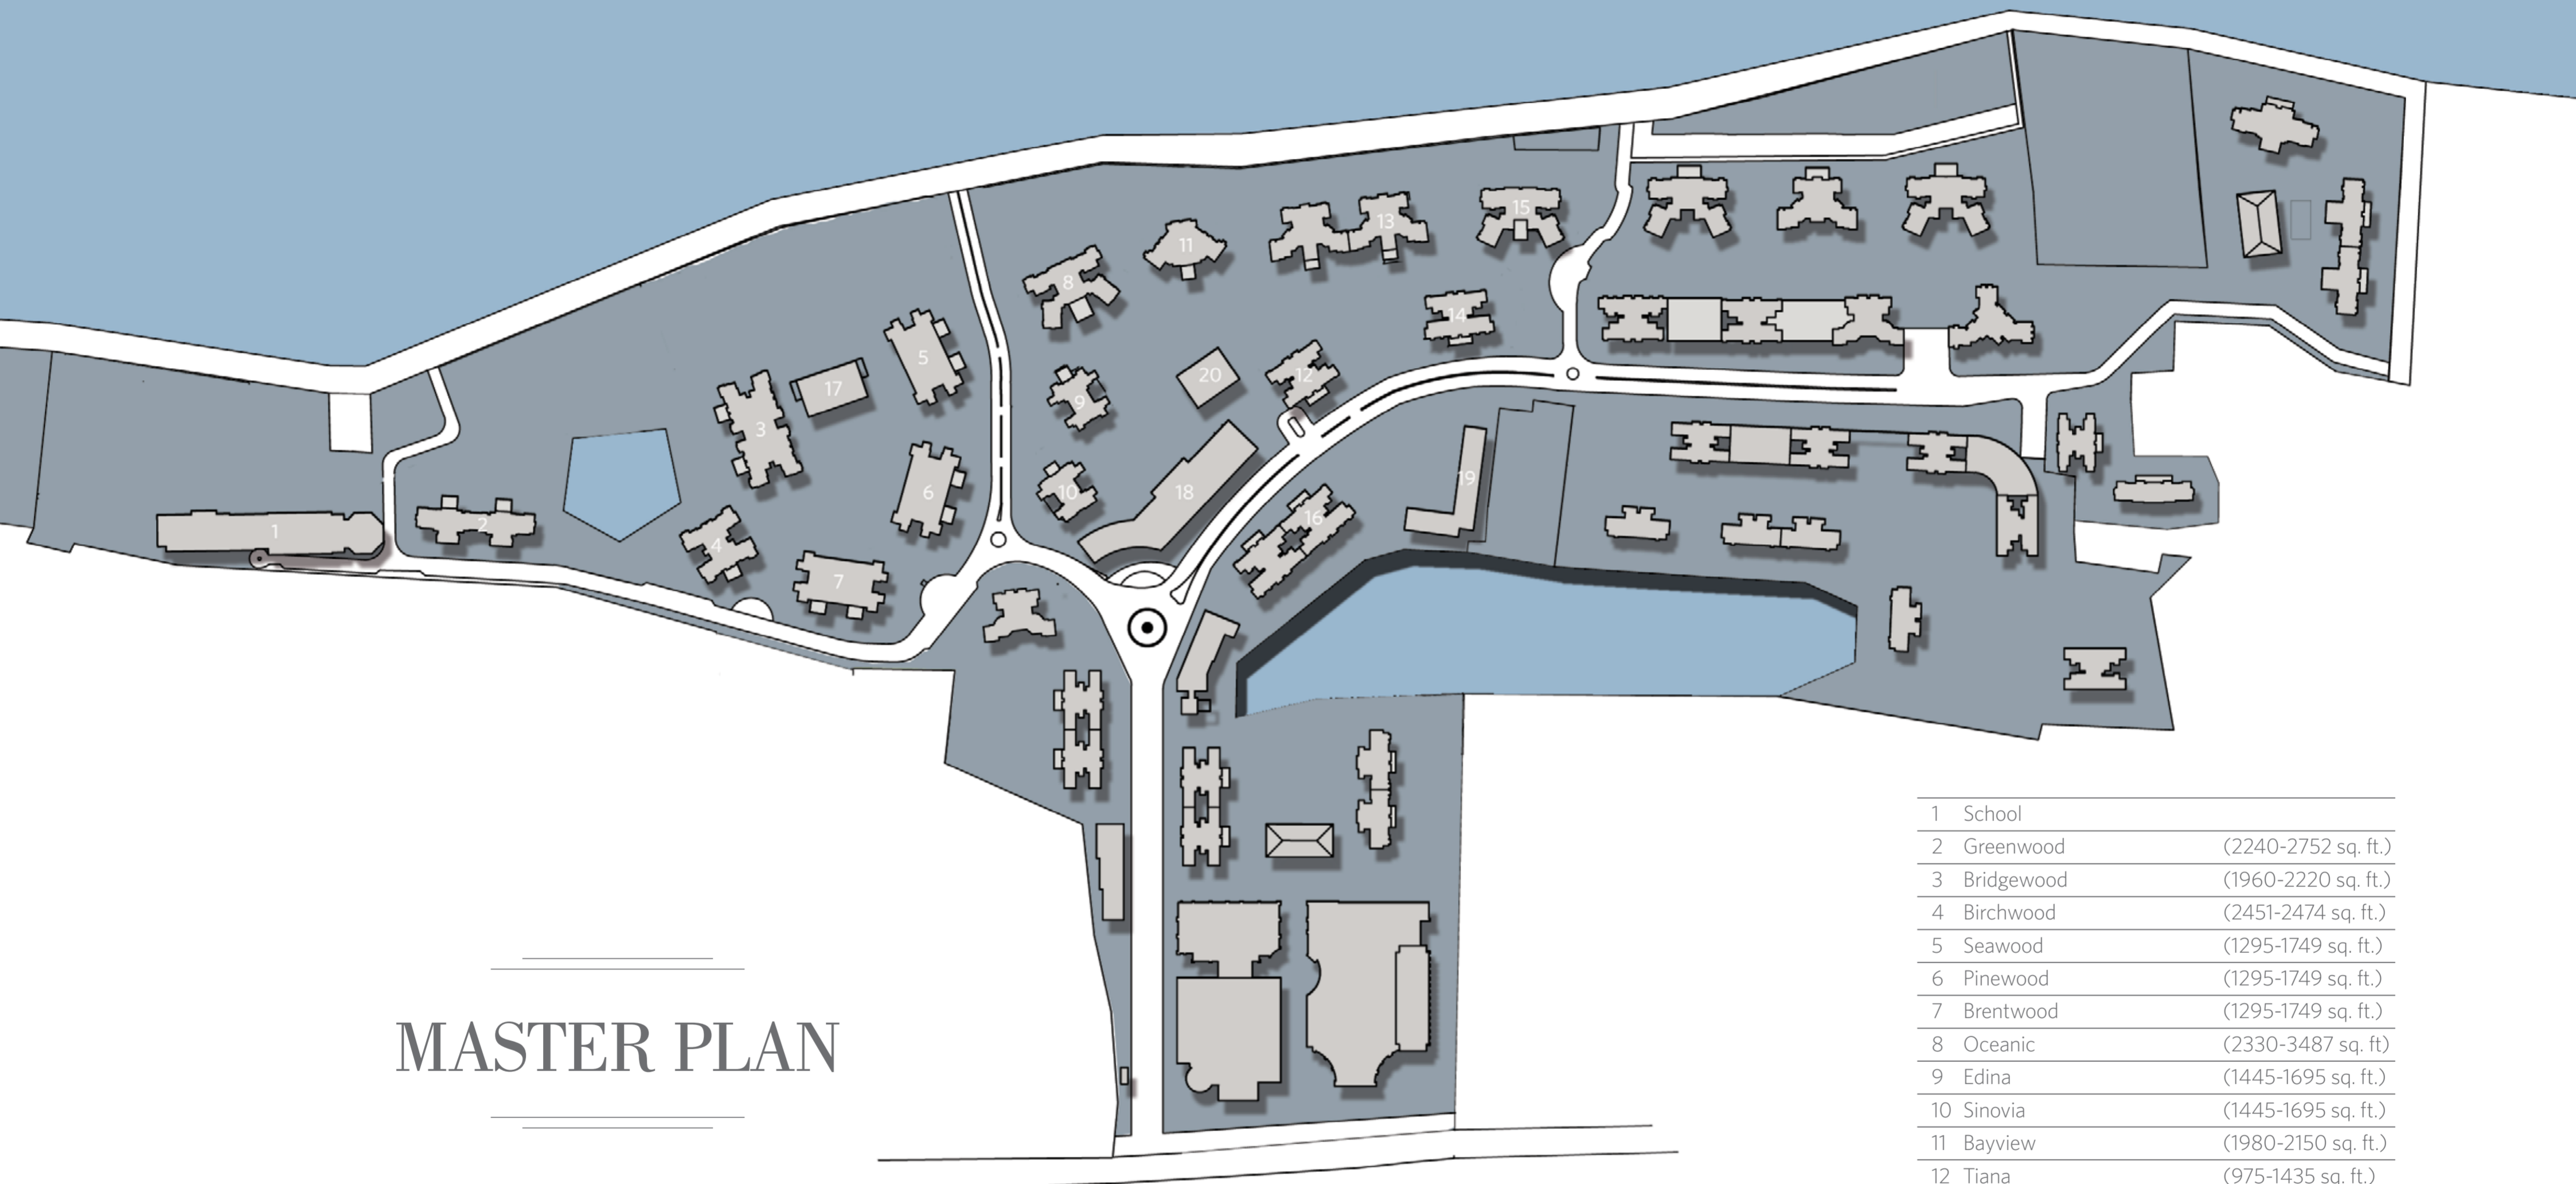 15
13
11
8
14
5
20
12
17
9
3
19
18
6
10
16
2
1
4
7
MASTER PLAN
1 School
2 Greenwood (2240-2752 sq. ft.)
3 Bridgewood (1960-2220 sq. ft.)
4 Birchwood (2451-2474 sq. ft.)
5 Seawood (1295-1749 sq. ft.)
6 Pinewood (1295-1749 sq. ft.)
7 Brentwood (1295-1749 sq. ft.)
8 Oceanic (2330-3487 sq. ft)
9 Edina (1445-1695 sq. ft.)
10 Sinovia (1445-1695 sq. ft.)
11 Bayview (1980-2150 sq. ft.)
12 Tiana (975-1435 sq. ft.)